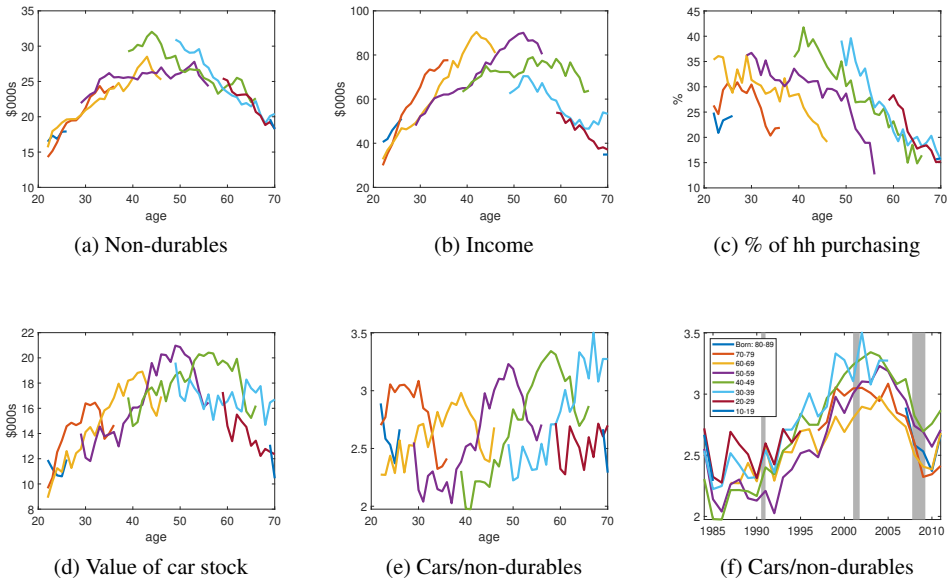 35
30
25
20
15
10
$000s
20 30 40 50 60 70
age
(a) Non-durables
100
80
60
40
20
$000s
20 30 40 50 60 70
age
(b) Income
45
40
35
30
25
20
15
10
%
20 30 40 50 60 70
age
(c) % of hh purchasing
22
20
18
16
14
12
10
8
$000s
20 30 40 50 60 70
age
(d) Value of car stock
3.5
3
2.5
2
20 30 40 50 60 70
age
(e) Cars/non-durables
3.5
3
2.5
2
Born: 80-89
70-79
60-69
50-59
40-49
30-39
20-29
10-19
1985 1990 1995 2000 2005 2010
(f) Cars/non-durables